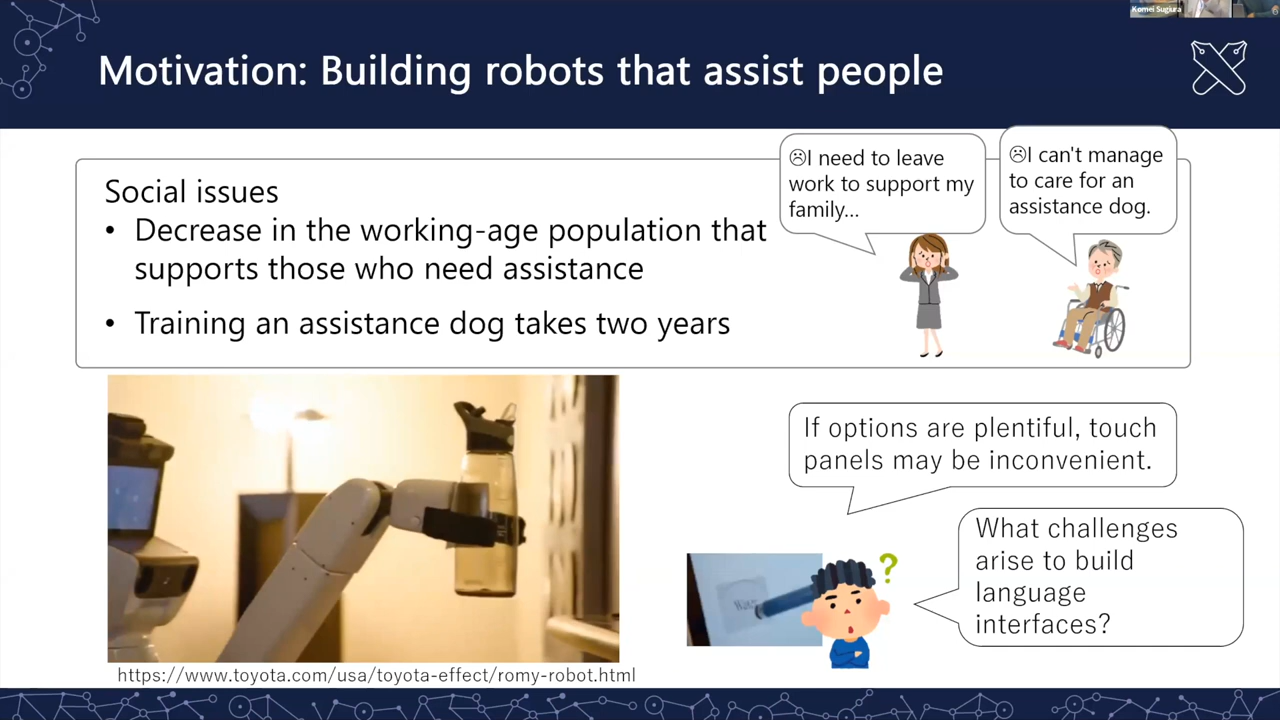 Komei Sugiura
Motivation: Building robots that assist people
☹I need to leave
work to support my
family...
☹I can't manage
to care for an
assistance dog.
Social issues
• Decrease in the working-age population that
supports those who need assistance
• Training an assistance dog takes two years
If options are plentiful, touch
panels may be inconvenient.
?
What challenges
arise to build
language
interfaces?
https://www.toyota.com/usa/toyota-effect/romy-robot.html